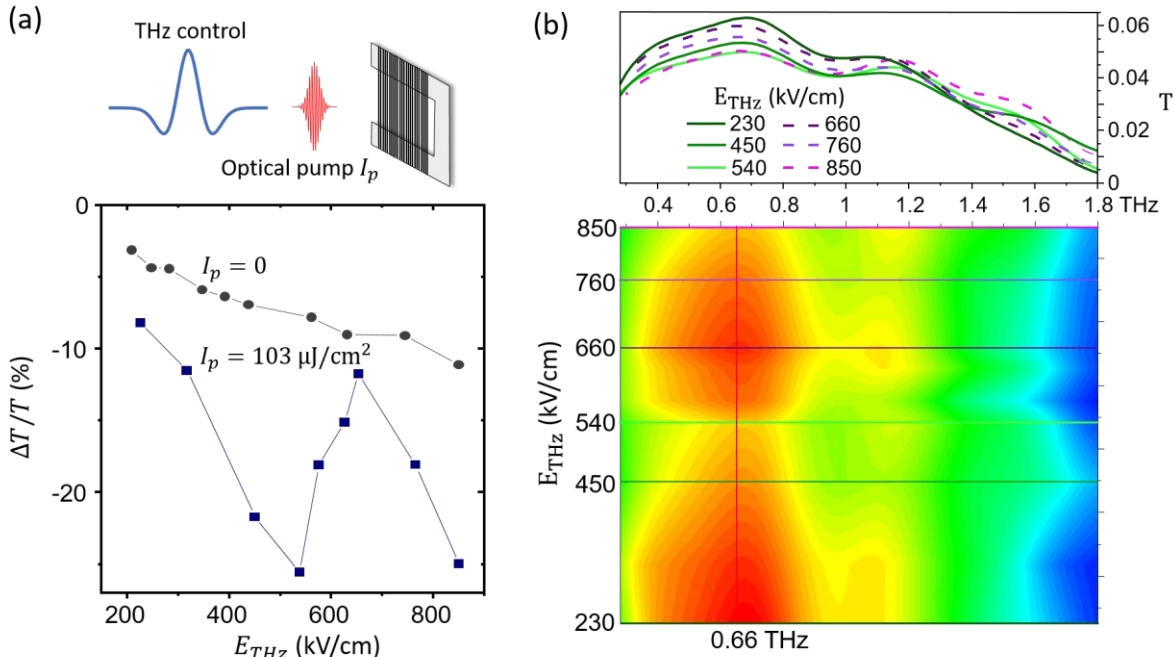 (a)
THz control
Optical pump I_p
0
-10
-20
ΔT/T (%)
I_p = 0
I_p = 103 μJ/cm²
200 400 600 800
E_THz (kV/cm)
(b)
0.06
0.04
0.02
0
T
E_THz (kV/cm)
230 660
450 760
540 850
0.4 0.6 0.8 1 1.2 1.4 1.6 1.8 THz
850
760
660
540
450
230
E_THz (kV/cm)
0.66 THz